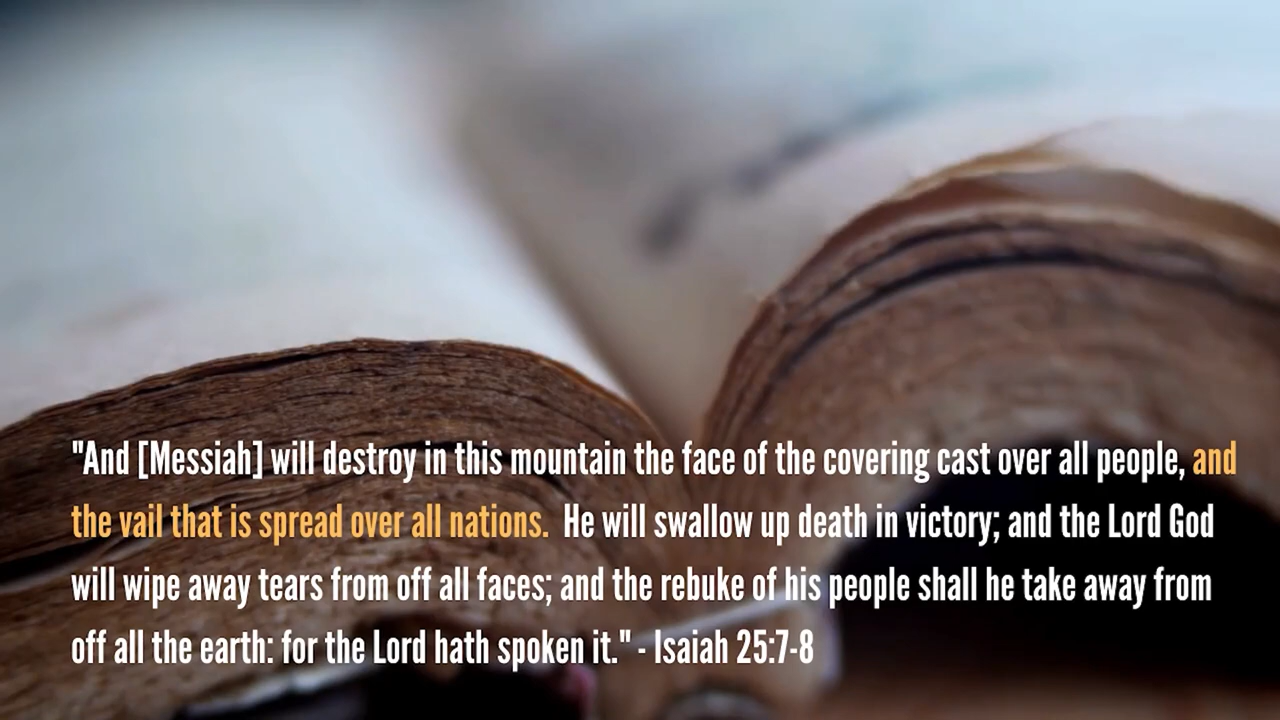 "And [Messiah] will destroy in this mountain the face of the covering cast over all people, and
the vail that is spread over all nations.  He will swallow up death in victory; and the Lord God
will wipe away tears from off all faces; and the rebuke of his people shall he take away from
off all the earth: for the Lord hath spoken it." - Isaiah 25:7-8